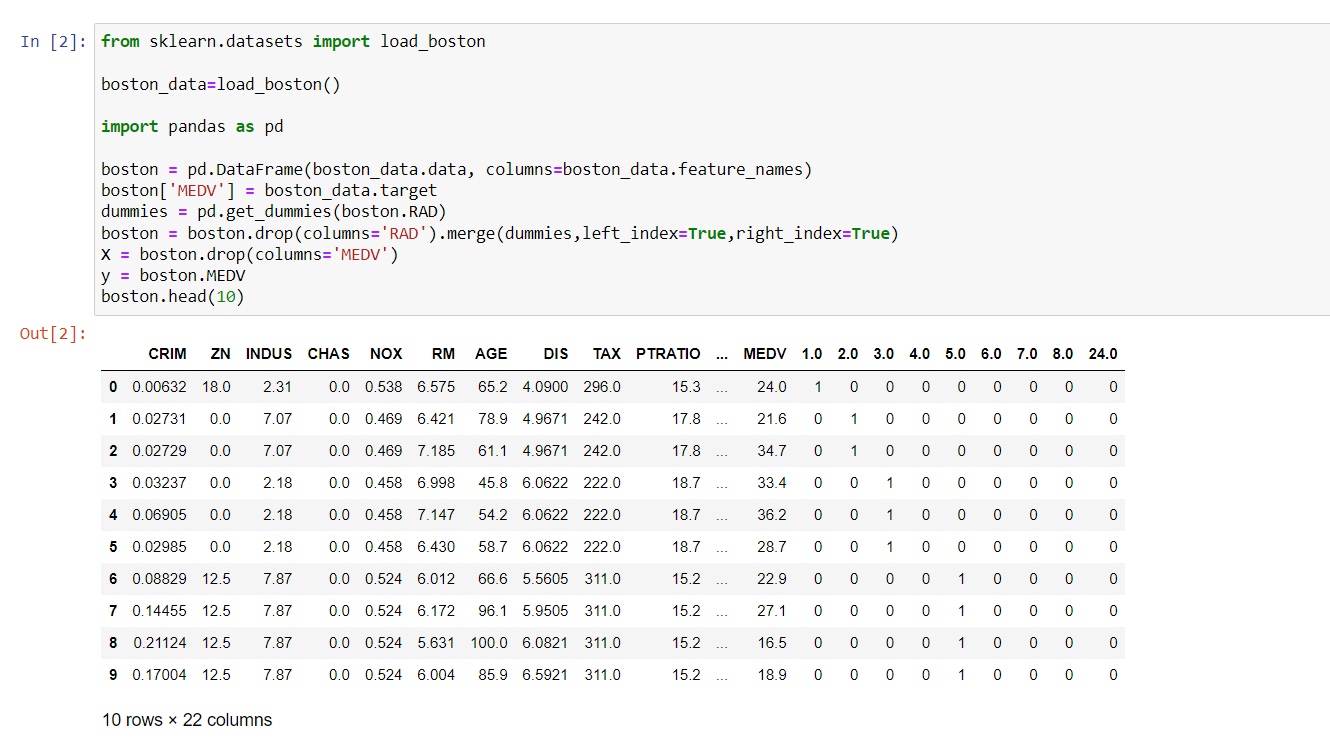 In [2]: from sklearn.datasets import load_boston
boston_data=load_boston()
import pandas as pd
boston = pd.DataFrame(boston_data.data, columns=boston_data.feature_names)
boston['MEDV'] = boston_data.target
dummies = pd.get_dummies(boston.RAD)
boston = boston.drop(columns='RAD').merge(dummies,left_index=True,right_index=True)
X = boston.drop(columns='MEDV')
y = boston.MEDV
boston.head(10)
Out[2]:
CRIM ZN INDUS CHAS NOX RM AGE DIS TAX PTRATIO ... MEDV 1.0 2.0 3.0 4.0 5.0 6.0 7.0 8.0 24.0
0 0.00632 18.0 2.31 0.0 0.538 6.575 65.2 4.0900 296.0 15.3 ... 24.0 1 0 0 0 0 0 0 0 0
1 0.02731 0.0 7.07 0.0 0.469 6.421 78.9 4.9671 242.0 17.8 ... 21.6 0 1 0 0 0 0 0 0 0
2 0.02729 0.0 7.07 0.0 0.469 7.185 61.1 4.9671 242.0 17.8 ... 34.7 0 1 0 0 0 0 0 0 0
3 0.03237 0.0 2.18 0.0 0.458 6.998 45.8 6.0622 222.0 18.7 ... 33.4 0 0 1 0 0 0 0 0 0
4 0.06905 0.0 2.18 0.0 0.458 7.147 54.2 6.0622 222.0 18.7 ... 36.2 0 0 1 0 0 0 0 0 0
5 0.02985 0.0 2.18 0.0 0.458 6.430 58.7 6.0622 222.0 18.7 ... 28.7 0 0 1 0 0 0 0 0 0
6 0.08829 12.5 7.87 0.0 0.524 6.012 66.6 5.5605 311.0 15.2 ... 22.9 0 0 0 0 1 0 0 0 0
7 0.14455 12.5 7.87 0.0 0.524 6.172 96.1 5.9505 311.0 15.2 ... 27.1 0 0 0 0 1 0 0 0 0
8 0.21124 12.5 7.87 0.0 0.524 5.631 100.0 6.0821 311.0 15.2 ... 16.5 0 0 0 0 1 0 0 0 0
9 0.17004 12.5 7.87 0.0 0.524 6.004 85.9 6.5921 311.0 15.2 ... 18.9 0 0 0 0 1 0 0 0 0
10 rows × 22 columns